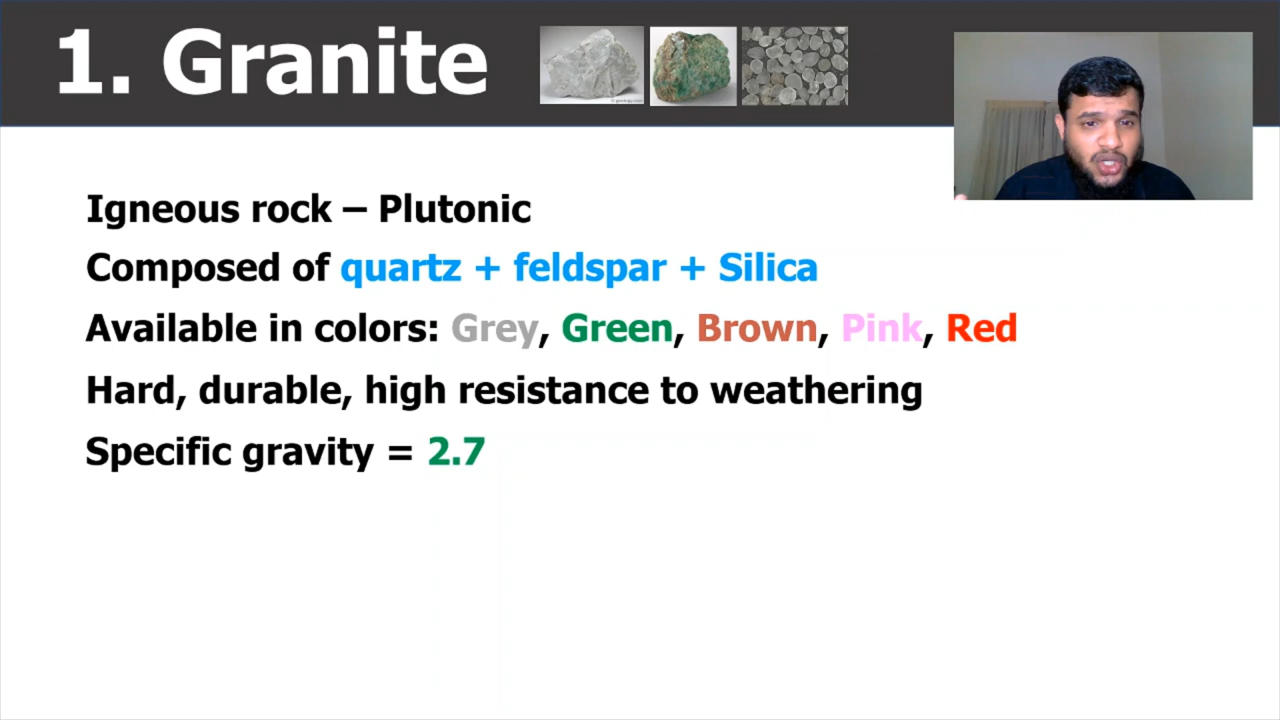 1. Granite
Igneous rock – Plutonic
Composed of quartz + feldspar + Silica
Available in colors: Grey, Green, Brown, Pink, Red
Hard, durable, high resistance to weathering
Specific gravity = 2.7